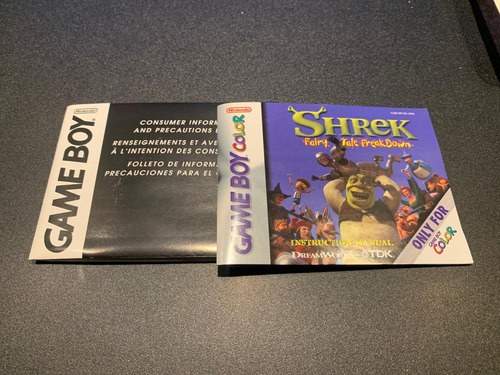 Nintendo
GAME BOY
CONSUMER INFORM
AND PRECAUTIONS
RENSEIGNEMENTS ET AVE
À L'INTENTION DES CONS
FOLLETO DE INFORMA
PRECAUCIONES PARA EL
Nintendo
GAME BOY COLOR
SHREK
Fairy Tale FreakDown
INSTRUCTION MANUAL
DREAMWORKS
TDK
ONLY FOR
GAME BOY
COLOR